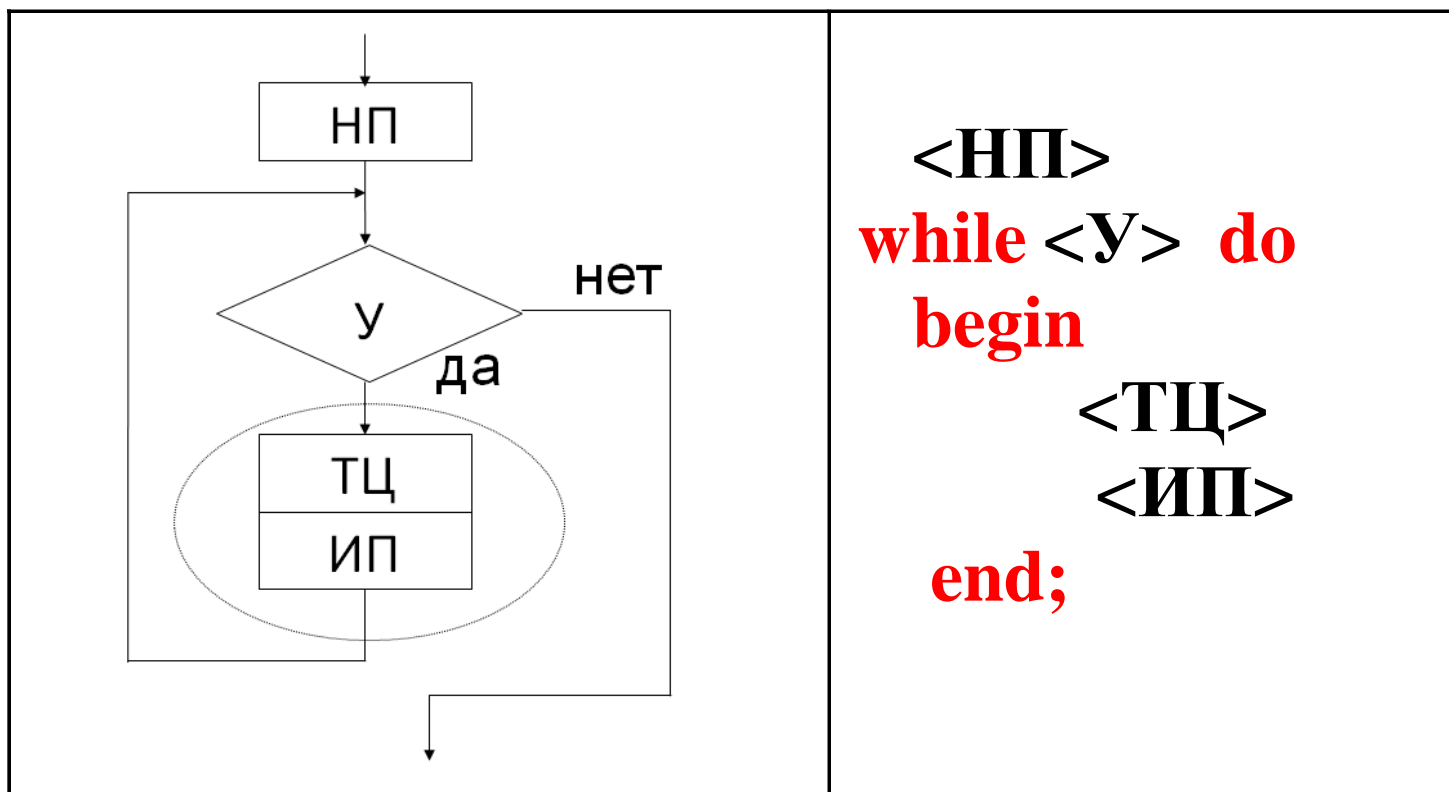 НП
У
нет
да
ТЦ
ИП
<НП>
while <У> do
begin
<ТЦ>
<ИП>
end;